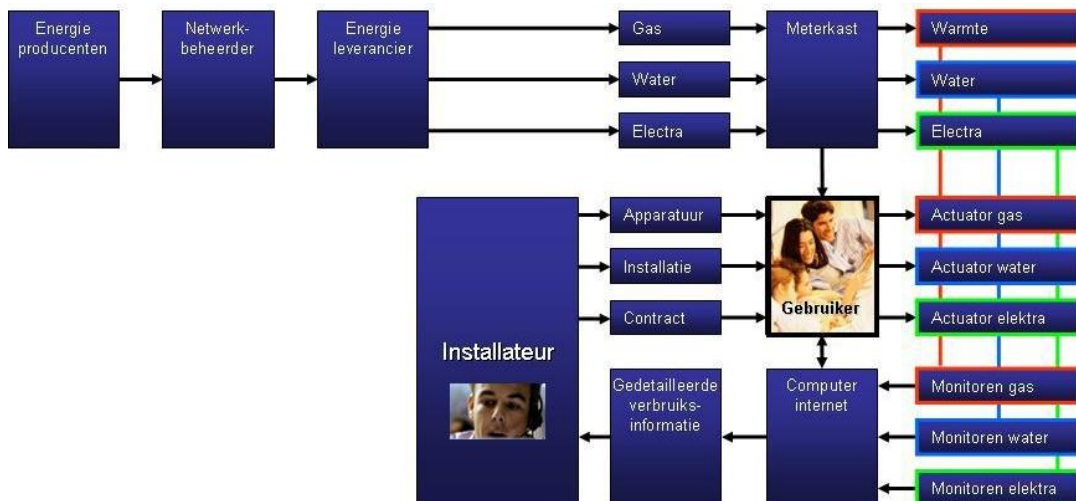 Energie
producenten
Netwerk-
beheerder
Energie
leverancier
Gas
Meterkast
Warmte
Water
Water
Electra
Electra
Apparatuur
Actuator gas
Installatie
Actuator water
Gebruiker
Contract
Actuator elektra
Installateur
Gedetailleerde
verbruiks-
informatie
Computer
internet
Monitoren gas
Monitoren water
Monitoren elektra